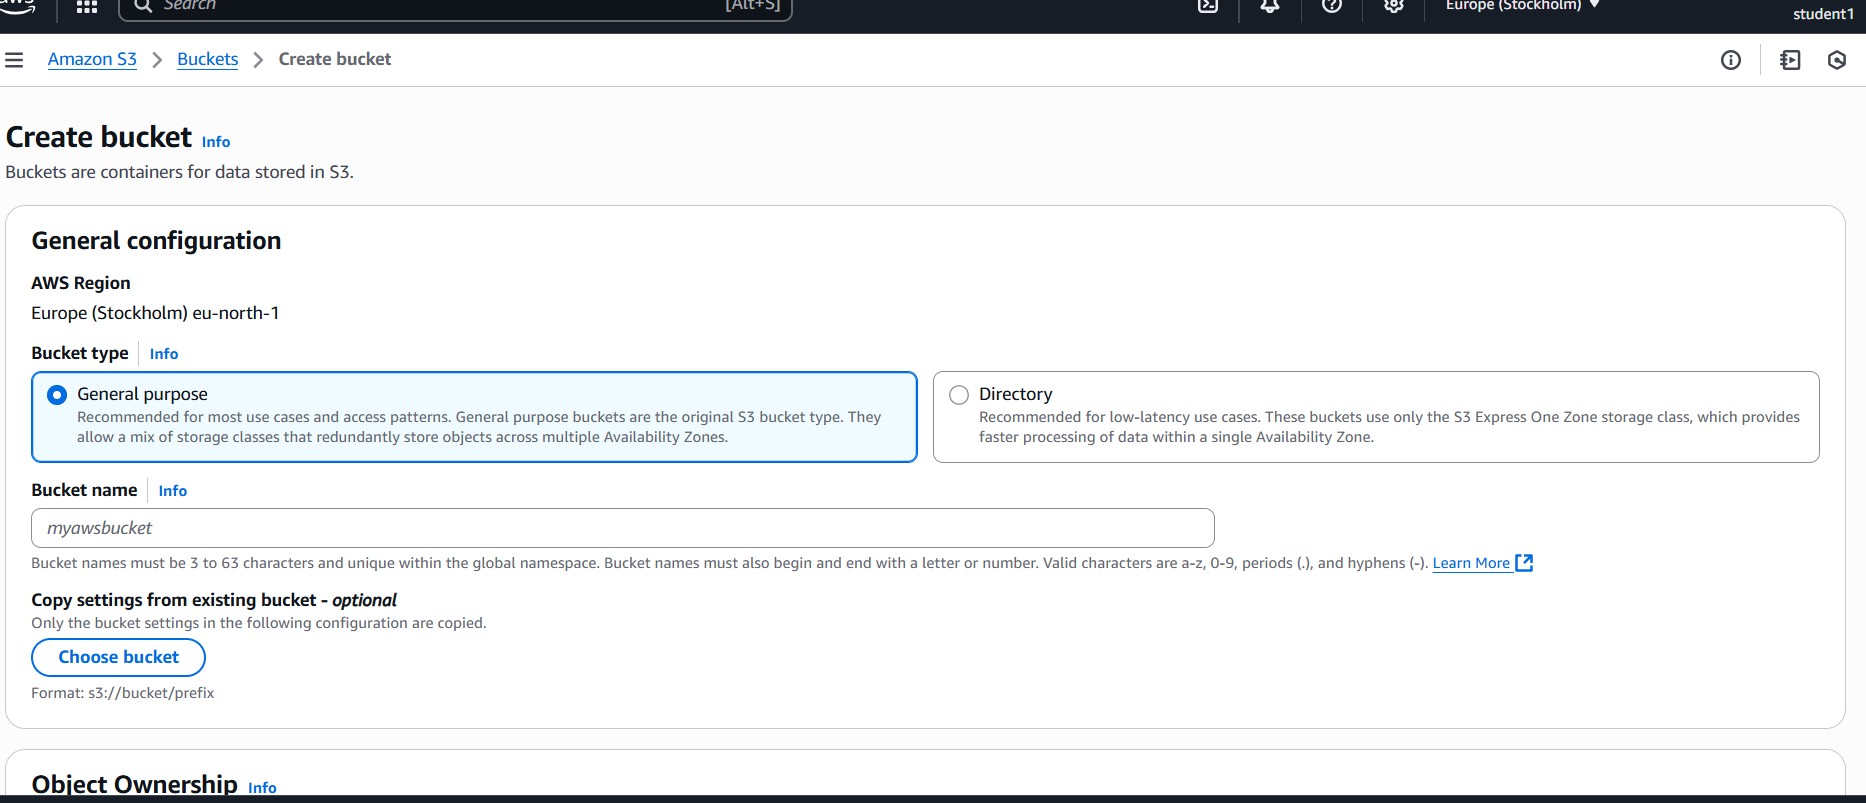 aws
Search
[Alt+S]
Europe (Stockholm)
student1
Amazon S3
Buckets
Create bucket
Create bucket Info
Buckets are containers for data stored in S3.
General configuration
AWS Region
Europe (Stockholm) eu-north-1
Bucket type Info
General purpose
Recommended for most use cases and access patterns. General purpose buckets are the original S3 bucket type. They
allow a mix of storage classes that redundantly store objects across multiple Availability Zones.
Directory
Recommended for low-latency use cases. These buckets use only the S3 Express One Zone storage class, which provides
faster processing of data within a single Availability Zone.
Bucket name Info
myawsbucket
Bucket names must be 3 to 63 characters and unique within the global namespace. Bucket names must also begin and end with a letter or number. Valid characters are a-z, 0-9, periods (.), and hyphens (-). Learn More
Copy settings from existing bucket - optional
Only the bucket settings in the following configuration are copied.
Choose bucket
Format: s3://bucket/prefix
Object Ownership Info